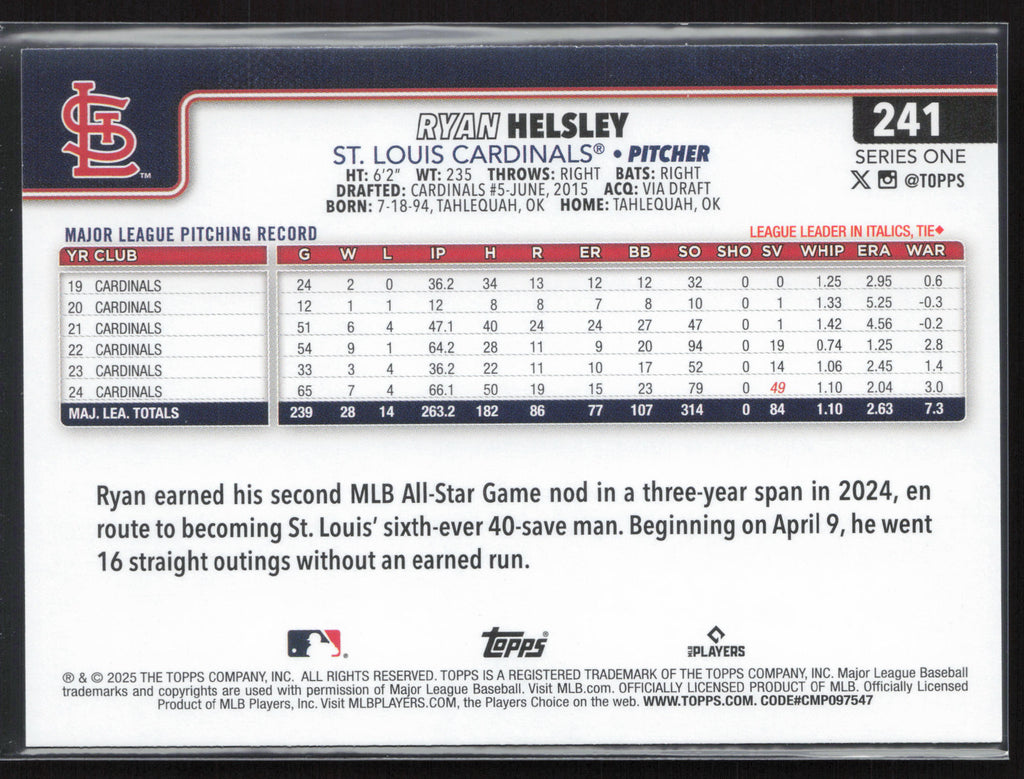 STL ™
RYAN HELSLEY
241
ST. LOUIS CARDINALS® • PITCHER
SERIES ONE
HT: 6'2" WT: 235 THROWS: RIGHT BATS: RIGHT
X @TOPPS
DRAFTED: CARDINALS #5-JUNE, 2015 ACQ: VIA DRAFT
BORN: 7-18-94, TAHLEQUAH, OK HOME: TAHLEQUAH, OK
MAJOR LEAGUE PITCHING RECORD
LEAGUE LEADER IN ITALICS, TIE◆
YR CLUB G W L IP H R ER BB SO SHO SV WHIP ERA WAR
19 CARDINALS 24 2 0 36.2 34 13 12 12 32 0 0 1.25 2.95 0.6
20 CARDINALS 12 1 1 12 8 8 7 8 10 0 1 1.33 5.25 -0.3
21 CARDINALS 51 6 4 47.1 40 24 24 27 47 0 1 1.42 4.56 -0.2
22 CARDINALS 54 9 1 64.2 28 11 9 20 94 0 19 0.74 1.25 2.8
23 CARDINALS 33 3 4 36.2 22 11 10 17 52 0 14 1.06 2.45 1.4
24 CARDINALS 65 7 4 66.1 50 19 15 23 79 0 49 1.10 2.04 3.0
MAJ. LEA. TOTALS 239 28 14 263.2 182 86 77 107 314 0 84 1.10 2.63 7.3
Ryan earned his second MLB All-Star Game nod in a three-year span in 2024, en
route to becoming St. Louis' sixth-ever 40-save man. Beginning on April 9, he went
16 straight outings without an earned run.
topps® MLB PLAYERS
® & © 2025 THE TOPPS COMPANY, INC. ALL RIGHTS RESERVED. TOPPS IS A REGISTERED TRADEMARK OF THE TOPPS COMPANY, INC. Major League Baseball
trademarks and copyrights are used with permission of Major League Baseball. Visit MLB.com. OFFICIALLY LICENSED PRODUCT OF MLB. Officially Licensed
Product of MLB Players, Inc. Visit MLBPLAYERS.COM, the Players Choice on the web. WWW.TOPPS.COM. CODE#CMP097547